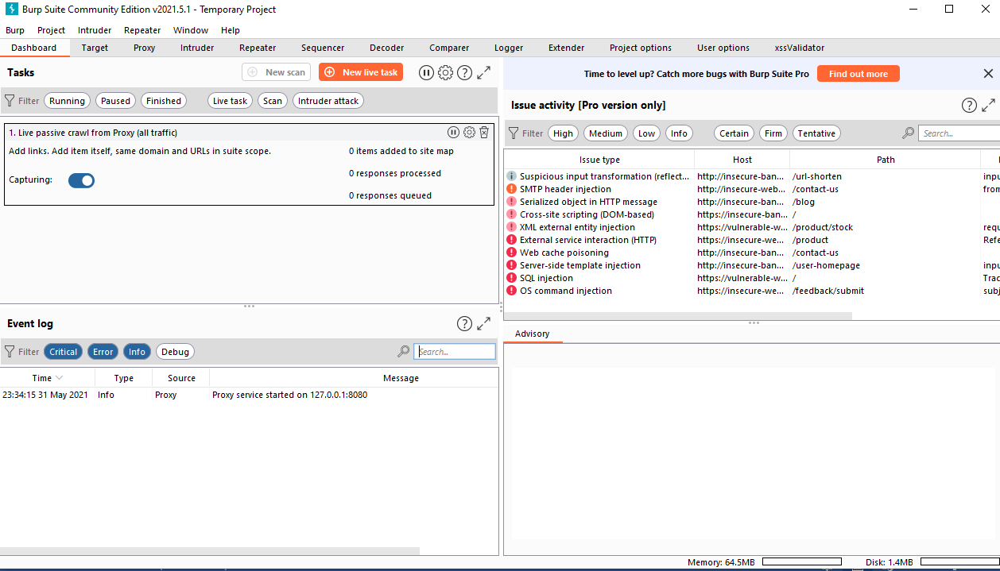 Burp Suite Community Edition v2021.5.1 - Temporary Project
Burp Project Intruder Repeater Window Help
Dashboard Target Proxy Intruder Repeater Sequencer Decoder Comparer Logger Extender Project options User options xssValidator
Tasks
New scan
New live task
Filter Running Paused Finished Live task Scan Intruder attack
1. Live passive crawl from Proxy (all traffic)
Add links. Add item itself, same domain and URLs in suite scope.
0 items added to site map
0 responses processed
Capturing:
0 responses queued
Event log
Filter Critical Error Info Debug
Search...
Time Type Source Message
23:34:15 31 May 2021 Info Proxy Proxy service started on 127.0.0.1:8080
Time to level up? Catch more bugs with Burp Suite Pro
Find out more
Issue activity [Pro version only]
Filter High Medium Low Info Certain Firm Tentative
Search...
Issue type Host Path
Suspicious input transformation (reflect... http://insecure-ban... /url-shorten inpu
SMTP header injection http://insecure-web... /contact-us from
Serialized object in HTTP message http://insecure-ban... /blog
Cross-site scripting (DOM-based) https://insecure-ban... /
XML external entity injection https://vulnerable-w... /product/stock requ
External service interaction (HTTP) https://insecure-we... /product Refe
Web cache poisoning http://insecure-ban... /contact-us
Server-side template injection http://insecure-ban... /user-homepage inpu
SQL injection https://vulnerable-w... / Trac
OS command injection https://insecure-we... /feedback/submit subj
Advisory
Memory: 64.5MB
Disk: 1.4MB